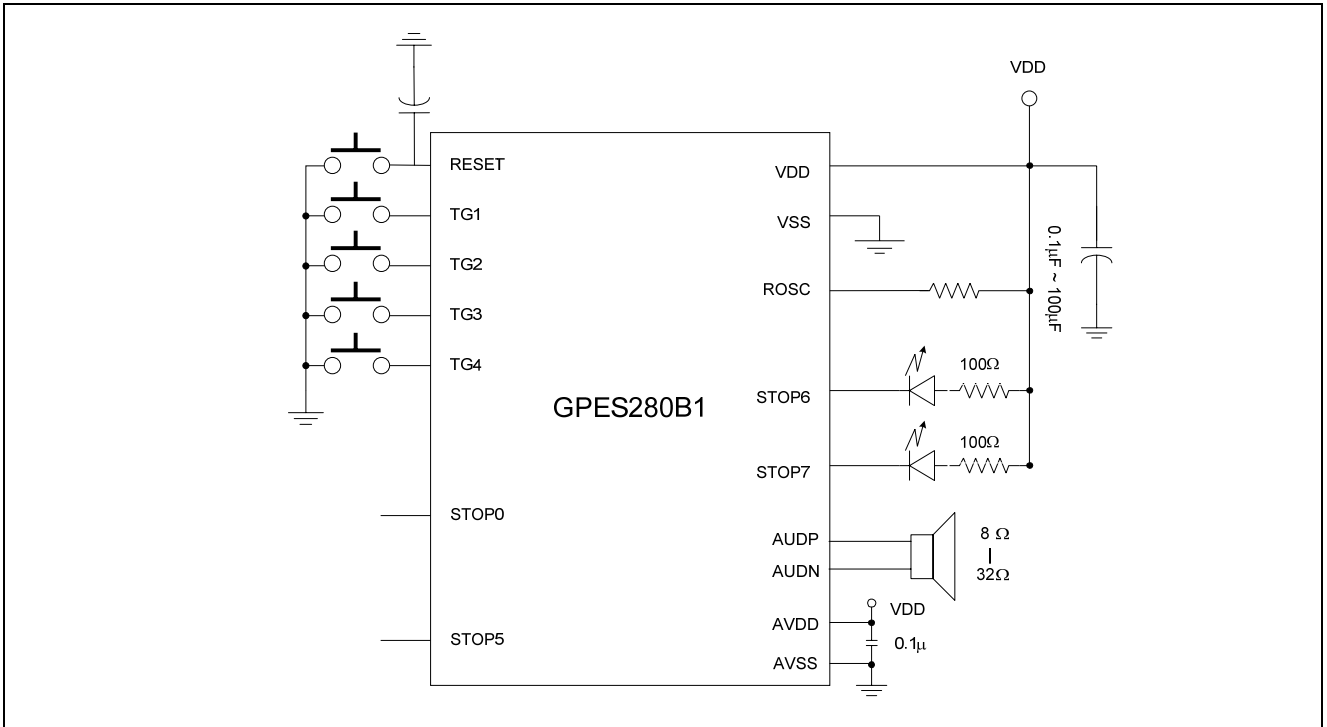 VDD
RESET
TG1
TG2
TG3
TG4
STOP0
STOP5
GPES280B1
VDD
VSS
ROSC
STOP6
STOP7
AUDP
AUDN
AVDD
AVSS
0.1μF ~ 100μF
100Ω
100Ω
8 Ω
32Ω
VDD
0.1μ